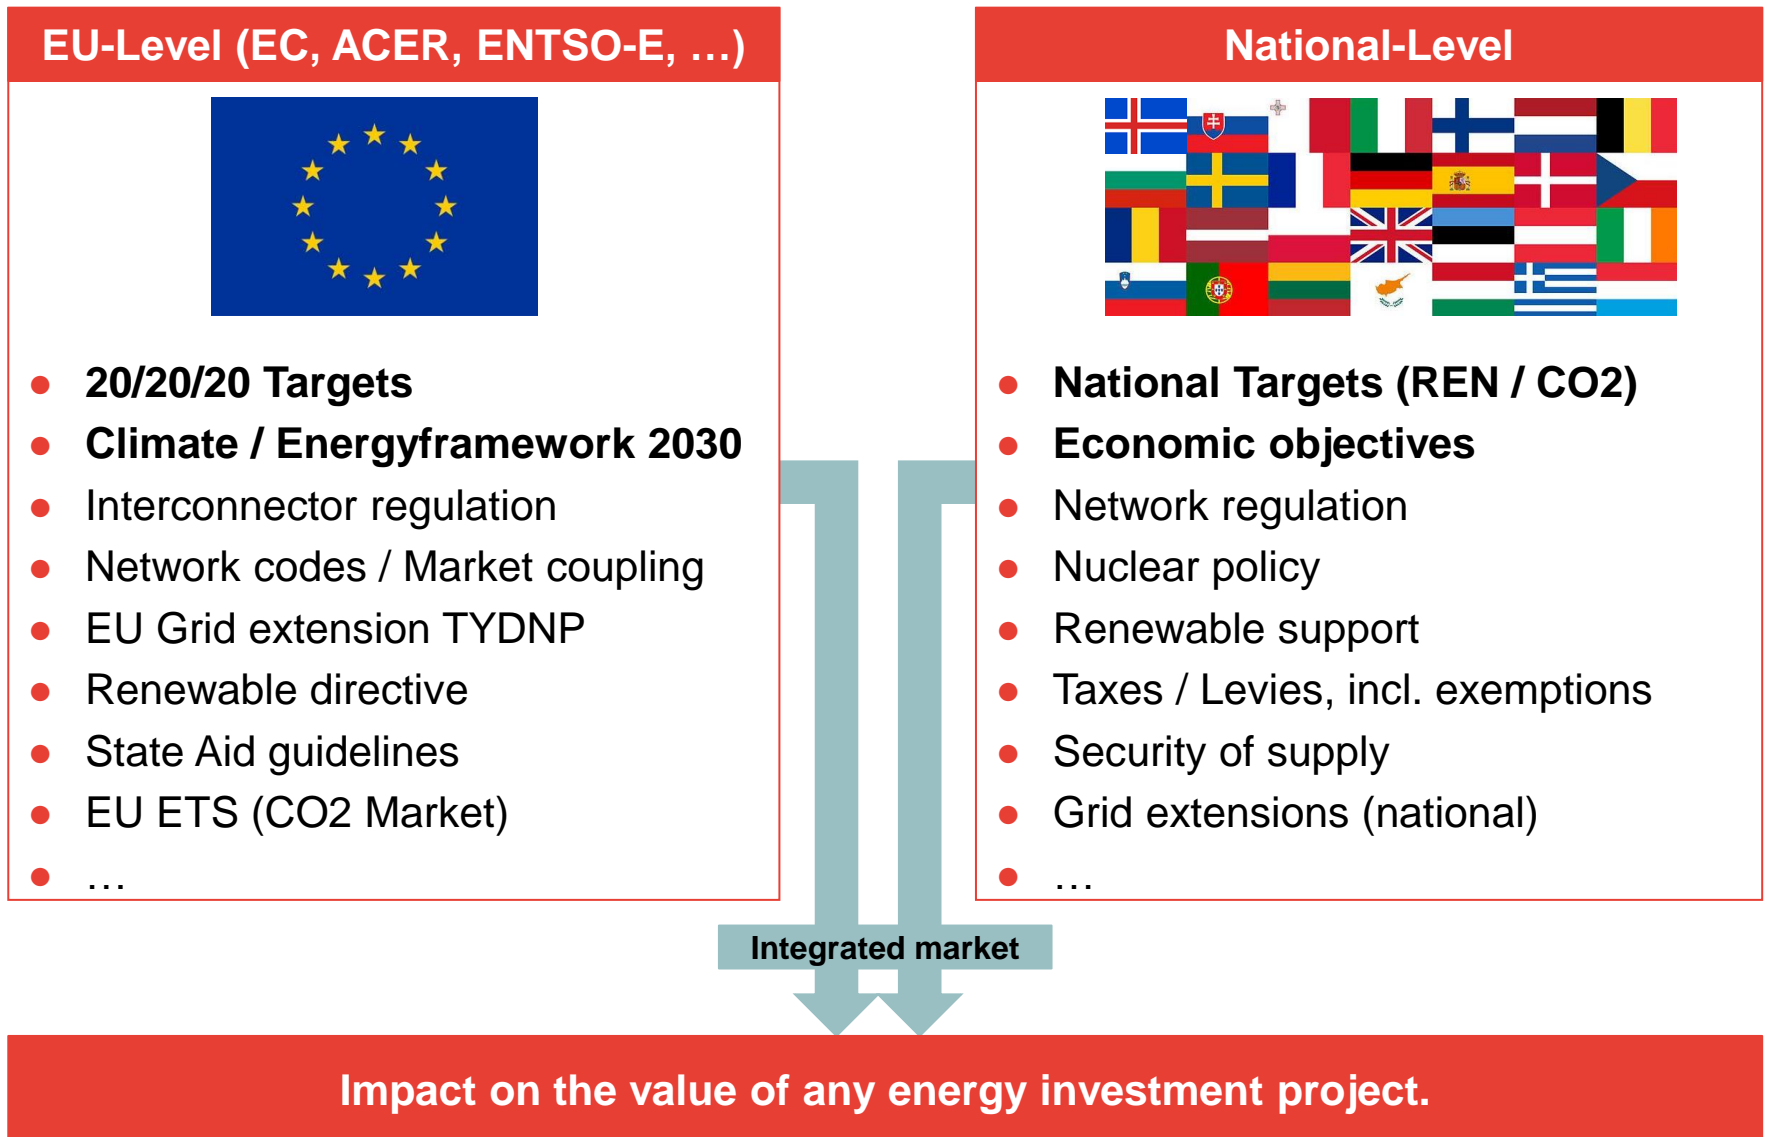 EU-Level (EC, ACER, ENTSO-E, …)
20/20/20 Targets
Climate / Energyframework 2030
Interconnector regulation
Network codes / Market coupling
EU Grid extension TYDNP
Renewable directive
State Aid guidelines
EU ETS (CO2 Market)
…
National-Level
National Targets (REN / CO2)
Economic objectives
Network regulation
Nuclear policy
Renewable support
Taxes / Levies, incl. exemptions
Security of supply
Grid extensions (national)
…
Integrated market
Impact on the value of any energy investment project.